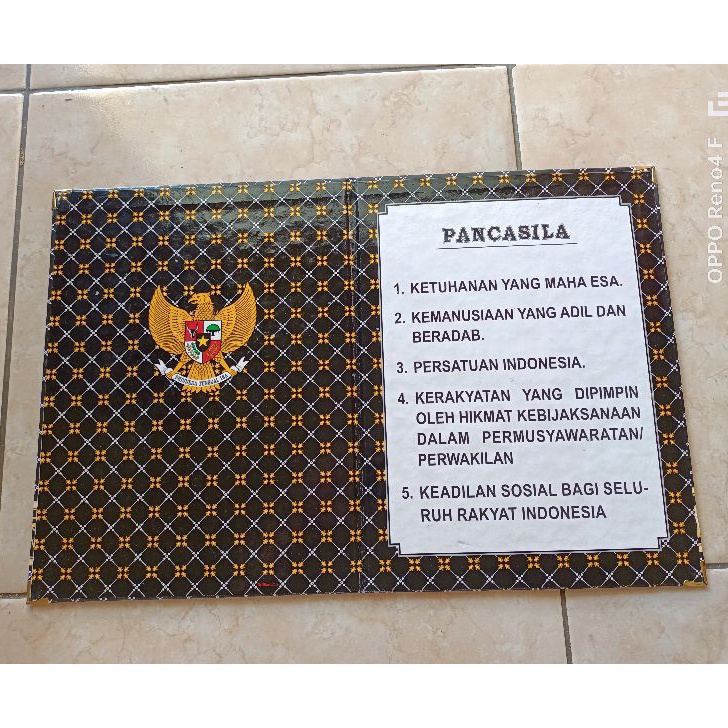 PANCASILA
1. KETUHANAN YANG MAHA ESA.
2. KEMANUSIAAN YANG ADIL DAN
BERADAB.
3. PERSATUAN INDONESIA.
4. KERAKYATAN YANG DIPIMPIN
OLEH HIKMAT KEBIJAKSANAAN
DALAM PERMUSYAWARATAN/
PERWAKILAN
5. KEADILAN SOSIAL BAGI SELU-
RUH RAKYAT INDONESIA
OPPO Reno4 F